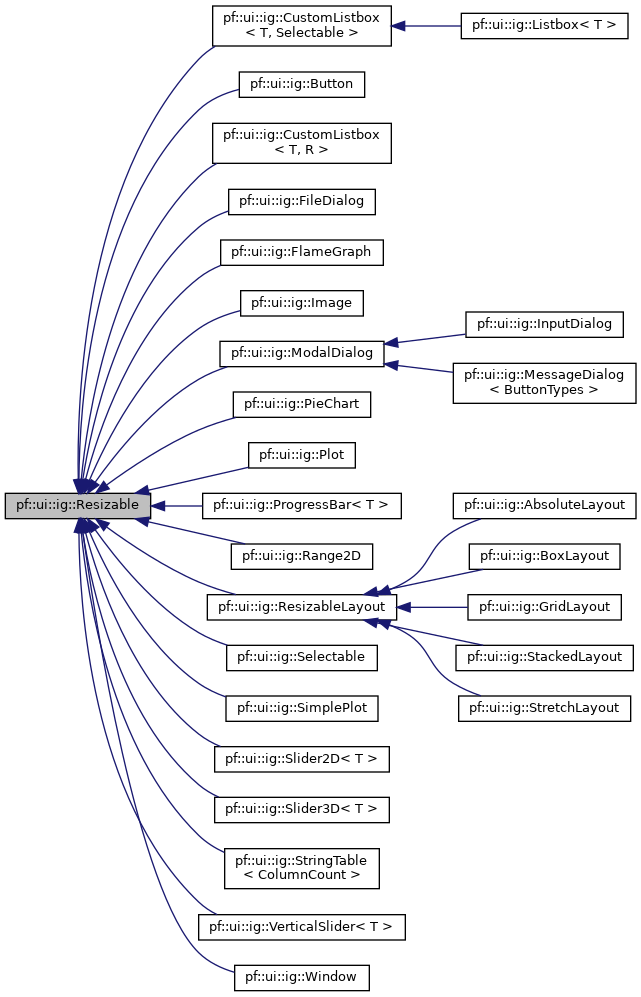 pf::ui::ig::CustomListbox
< T, Selectable >
pf::ui::ig::Listbox< T >
pf::ui::ig::Button
pf::ui::ig::CustomListbox
< T, R >
pf::ui::ig::FileDialog
pf::ui::ig::FlameGraph
pf::ui::ig::Image
pf::ui::ig::InputDialog
pf::ui::ig::ModalDialog
pf::ui::ig::MessageDialog
< ButtonTypes >
pf::ui::ig::PieChart
pf::ui::ig::Plot
pf::ui::ig::Resizable
pf::ui::ig::ProgressBar< T >
pf::ui::ig::AbsoluteLayout
pf::ui::ig::Range2D
pf::ui::ig::BoxLayout
pf::ui::ig::ResizableLayout
pf::ui::ig::GridLayout
pf::ui::ig::Selectable
pf::ui::ig::StackedLayout
pf::ui::ig::SimplePlot
pf::ui::ig::StretchLayout
pf::ui::ig::Slider2D< T >
pf::ui::ig::Slider3D< T >
pf::ui::ig::StringTable
< ColumnCount >
pf::ui::ig::VerticalSlider< T >
pf::ui::ig::Window